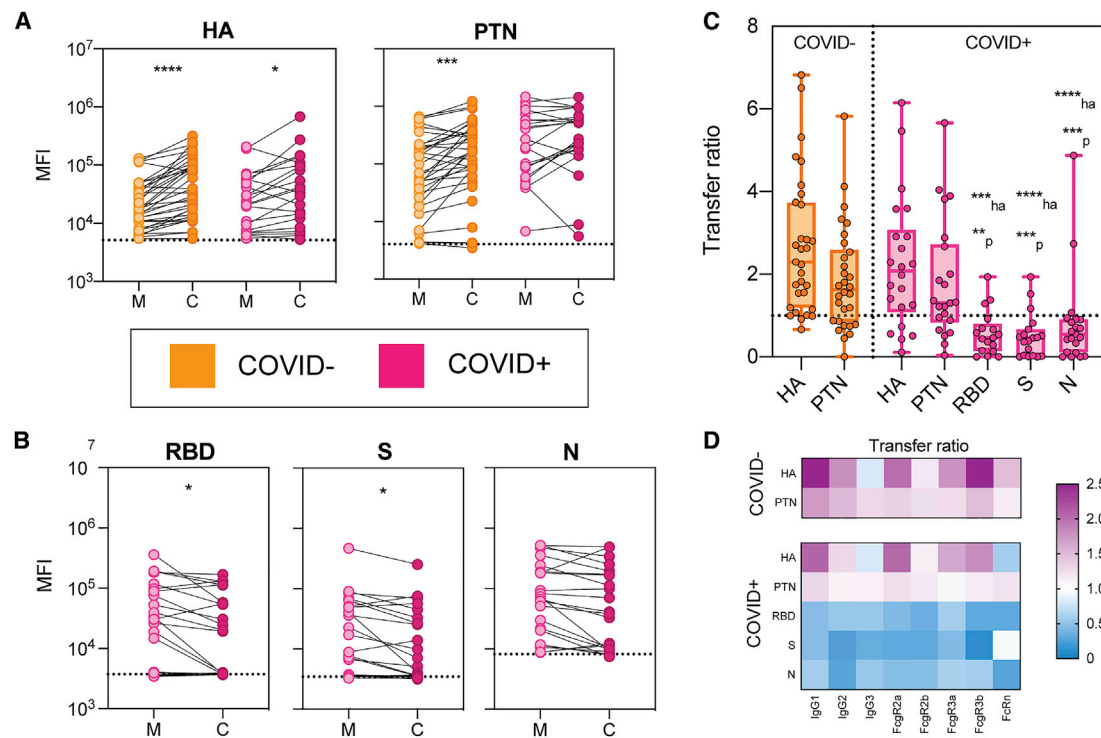 A
HA
PTN
10^7
10^6
10^5
10^4
10^3
MFI
****
*
***
M C M C
M C M C
COVID-
COVID+
B
7
10
RBD
S
N
10^6
10^5
10^4
10^3
MFI
*
*
M C
M C
M C
C
8
6
4
2
0
Transfer ratio
COVID-
COVID+
****ha
***p
***ha
**p
****ha
***p
HA
PTN
HA
PTN
RBD
S
N
D
Transfer ratio
COVID-
HA
PTN
COVID+
HA
PTN
RBD
S
N
IgG1
IgG2
IgG3
FcgR2a
FcgR2b
FcgR3a
FcgR3b
FcRn
2.5
2.0
1.5
1.0
0.5
0